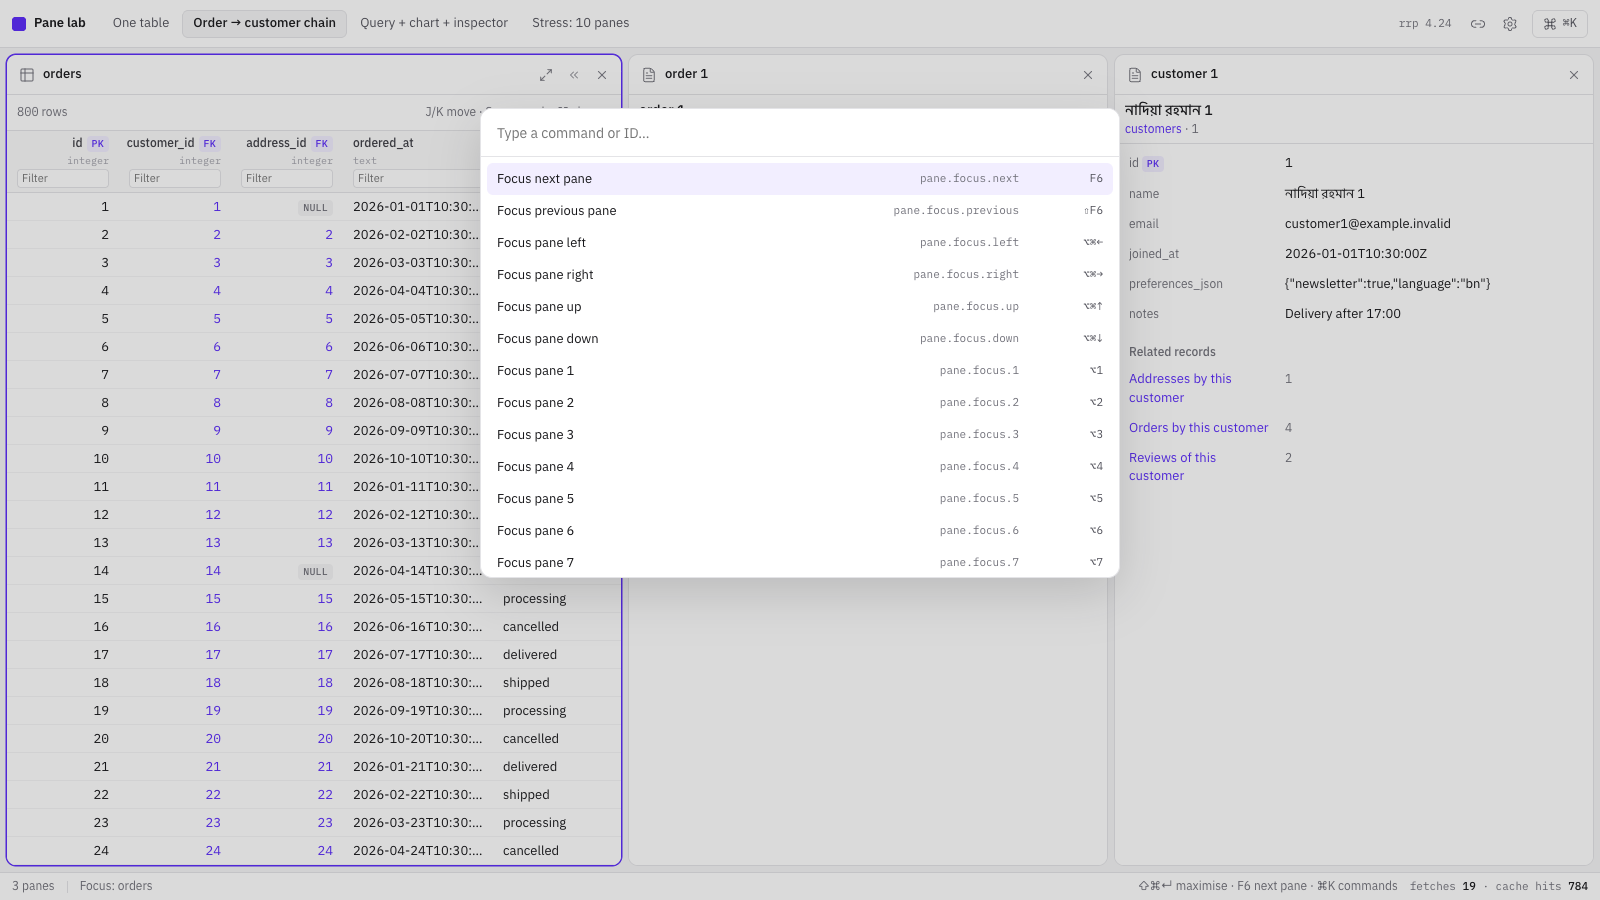 Pane lab
One table
Order → customer chain
Query + chart + inspector
Stress: 10 panes
rrp 4.24
⌘ ⌘K
orders
800 rows
J/K move ·
id PK
customer_id FK
address_id FK
ordered_at
integer
integer
integer
text
Filter
Filter
Filter
Filter
1 1 NULL 2026-01-01T10:30:...
2 2 2 2026-02-02T10:30:...
3 3 3 2026-03-03T10:30:...
4 4 4 2026-04-04T10:30:...
5 5 5 2026-05-05T10:30:...
6 6 6 2026-06-06T10:30:...
7 7 7 2026-07-07T10:30:...
8 8 8 2026-08-08T10:30:...
9 9 9 2026-09-09T10:30:...
10 10 10 2026-10-10T10:30:...
11 11 11 2026-01-11T10:30:...
12 12 12 2026-02-12T10:30:...
13 13 13 2026-03-13T10:30:...
14 14 NULL 2026-04-14T10:30:...
15 15 15 2026-05-15T10:30:... processing
16 16 16 2026-06-16T10:30:... cancelled
17 17 17 2026-07-17T10:30:... delivered
18 18 18 2026-08-18T10:30:... shipped
19 19 19 2026-09-19T10:30:... processing
20 20 20 2026-10-20T10:30:... cancelled
21 21 21 2026-01-21T10:30:... delivered
22 22 22 2026-02-22T10:30:... shipped
23 23 23 2026-03-23T10:30:... processing
24 24 24 2026-04-24T10:30:... cancelled
order 1
Type a command or ID...
Focus next pane pane.focus.next F6
Focus previous pane pane.focus.previous ⇧F6
Focus pane left pane.focus.left ⌥⌘←
Focus pane right pane.focus.right ⌥⌘→
Focus pane up pane.focus.up ⌥⌘↑
Focus pane down pane.focus.down ⌥⌘↓
Focus pane 1 pane.focus.1 ⌥1
Focus pane 2 pane.focus.2 ⌥2
Focus pane 3 pane.focus.3 ⌥3
Focus pane 4 pane.focus.4 ⌥4
Focus pane 5 pane.focus.5 ⌥5
Focus pane 6 pane.focus.6 ⌥6
Focus pane 7 pane.focus.7 ⌥7
customer 1
নাদিয়া রহমান 1
customers · 1
id PK 1
name নাদিয়া রহমান 1
email customer1@example.invalid
joined_at 2026-01-01T10:30:00Z
preferences_json {"newsletter":true,"language":"bn"}
notes Delivery after 17:00
Related records
Addresses by this 1
customer
Orders by this customer 4
Reviews of this 2
customer
3 panes
Focus: orders
⇧⌘↵ maximise · F6 next pane · ⌘K commands
fetches 19 · cache hits 784